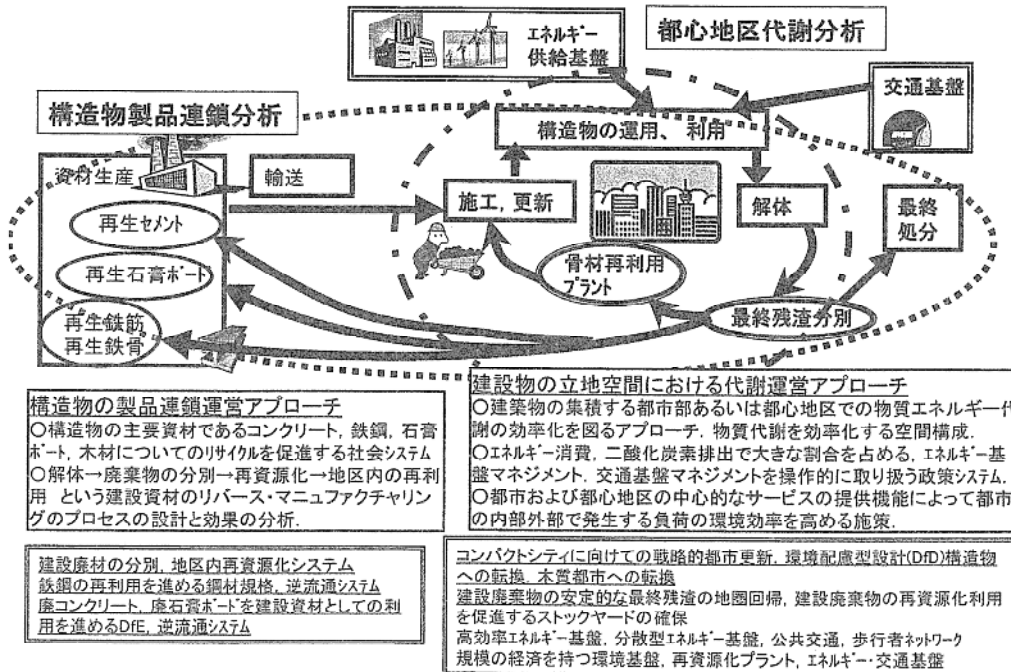 エネルギー
供給基盤
都心地区代謝分析
交通基盤
構造物製品連鎖分析
構造物の運用、利用
資材生産
輸送
施工, 更新
解体
最終
処分
再生セメント
骨材再利用
プラント
再生石膏ボート
最終残渣分別
再生鉄筋
再生鉄骨
構造物の製品連鎖運営アプローチ
○構造物の主要資材であるコンクリート, 鉄鋼, 石膏
ボート, 木材についてのリサイクルを促進する社会システム
○解体→廃棄物の分別→再資源化→地区内の再利
用 という建設資材のリバース・マニュファクチャリン
グのプロセスの設計と効果の分析.
建設物の立地空間における代謝運営アプローチ
○建築物の集積する都市部あるいは都心地区での物質エネルギー代
謝の効率化を図るアプローチ. 物質代謝を効率化する空間構成.
○エネルギー消費, 二酸化炭素排出で大きな割合を占める, エネルギー基
盤マネジメント. 交通基盤マネジメントを操作的に取り扱う政策システム.
○都市および都心地区の中心的なサービスの提供機能によって都市
の内部外部で発生する負荷の環境効率を高める施策.
建設廃材の分別, 地区内再資源化システム
鉄鋼の再利用を進める鋼材規格, 逆流通システム
廃コンクリート, 廃石膏ボードを建設資材としての利
用を進めるDfE, 逆流通システム
コンパクトシティに向けての戦略的都市更新, 環境配慮型設計(DfD)構造物
への転換. 木質都市への転換
建設廃棄物の安定的な最終残渣の地圏回帰, 建設廃棄物の再資源化利用
を促進するストックヤードの確保
高効率エネルギー基盤, 分散型エネルギー基盤, 公共交通, 歩行者ネットワーク
規模の経済を持つ環境基盤, 再資源化プラント, エネルギー・交通基盤